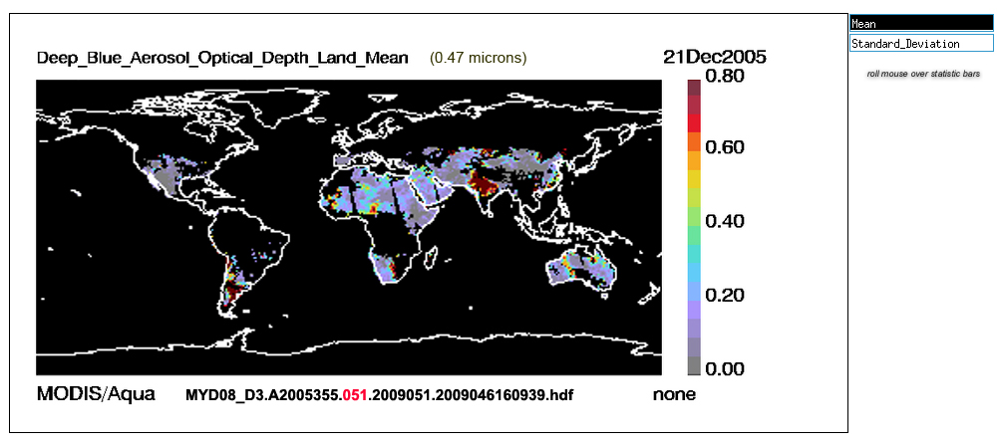 Mean
Standard_Deviation
roll mouse over statistic bars
Deep_Blue_Aerosol_Optical_Depth_Land_Mean (0.47 microns) 21Dec2005
0.80
0.60
0.40
0.20
0.00
MODIS/Aqua MYD08_D3.A2005355.051.2009051.2009046160939.hdf none